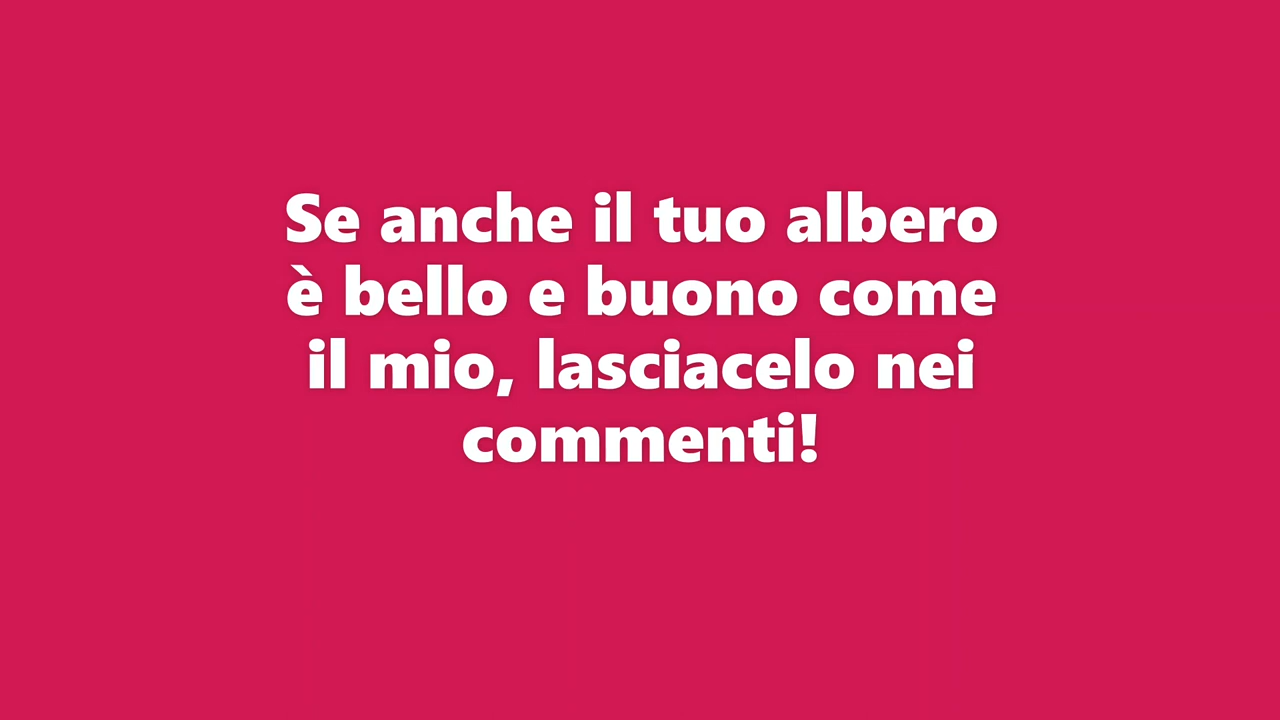 Se anche il tuo albero
è bello e buono come
il mio, lasciacelo nei
commenti!